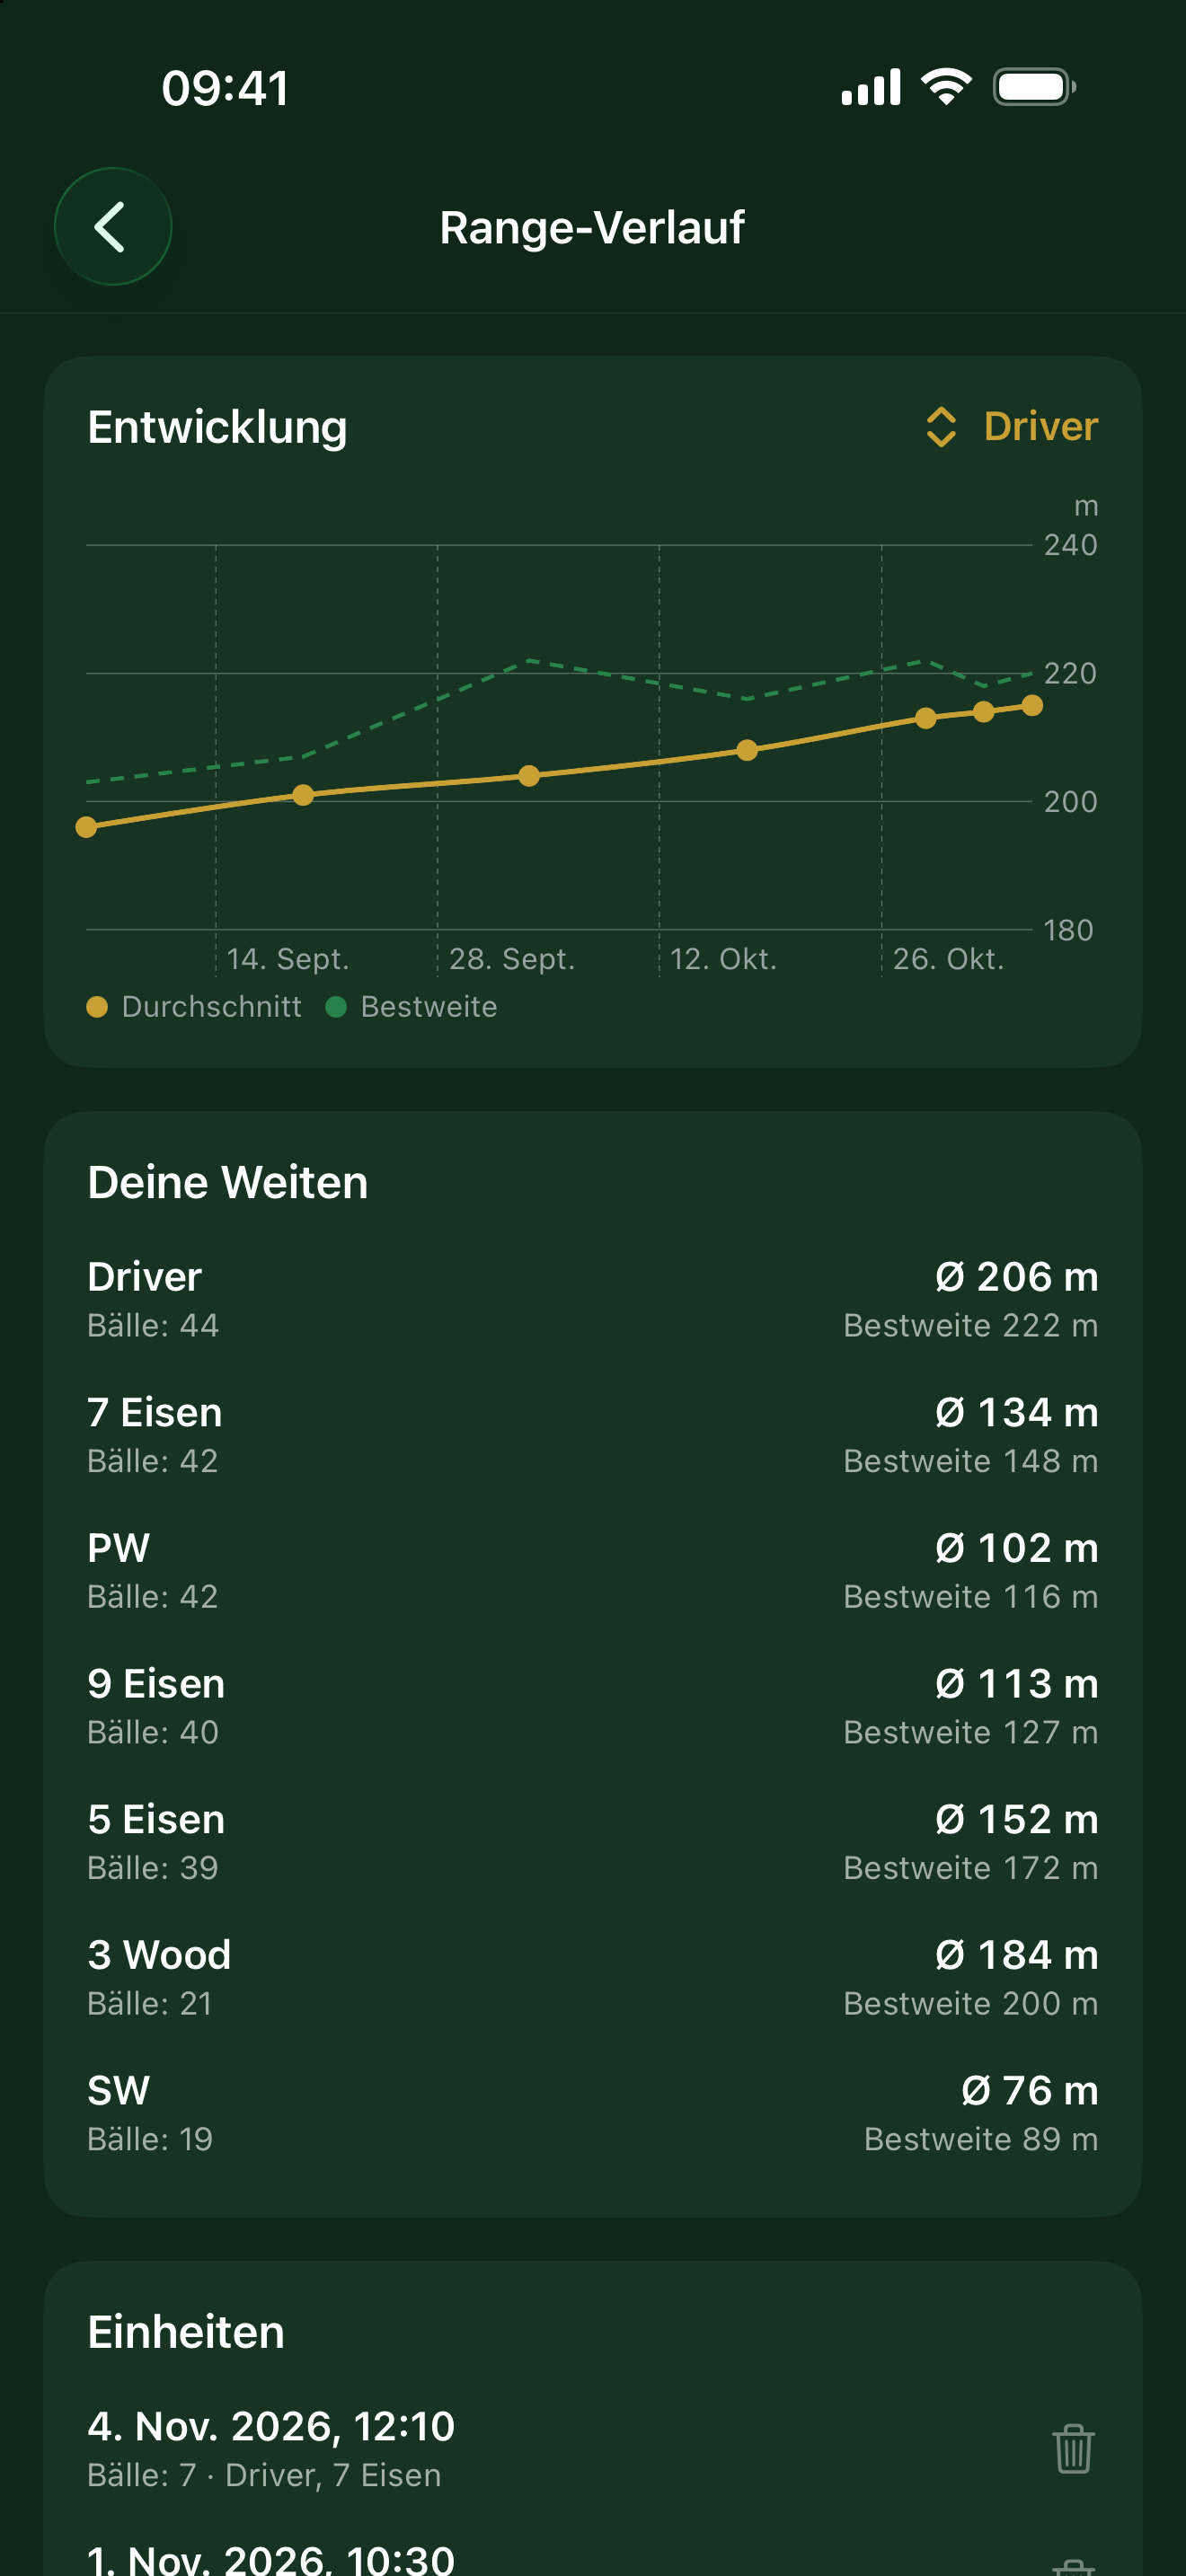 09:41
Range-Verlauf
Entwicklung
Driver
m
240
220
200
180
14. Sept.
28. Sept.
12. Okt.
26. Okt.
Durchschnitt
Bestweite
Deine Weiten
Driver
Ø 206 m
Bälle: 44
Bestweite 222 m
7 Eisen
Ø 134 m
Bälle: 42
Bestweite 148 m
PW
Ø 102 m
Bälle: 42
Bestweite 116 m
9 Eisen
Ø 113 m
Bälle: 40
Bestweite 127 m
5 Eisen
Ø 152 m
Bälle: 39
Bestweite 172 m
3 Wood
Ø 184 m
Bälle: 21
Bestweite 200 m
SW
Ø 76 m
Bälle: 19
Bestweite 89 m
Einheiten
4. Nov. 2026, 12:10
Bälle: 7 · Driver, 7 Eisen
1. Nov. 2026, 10:30